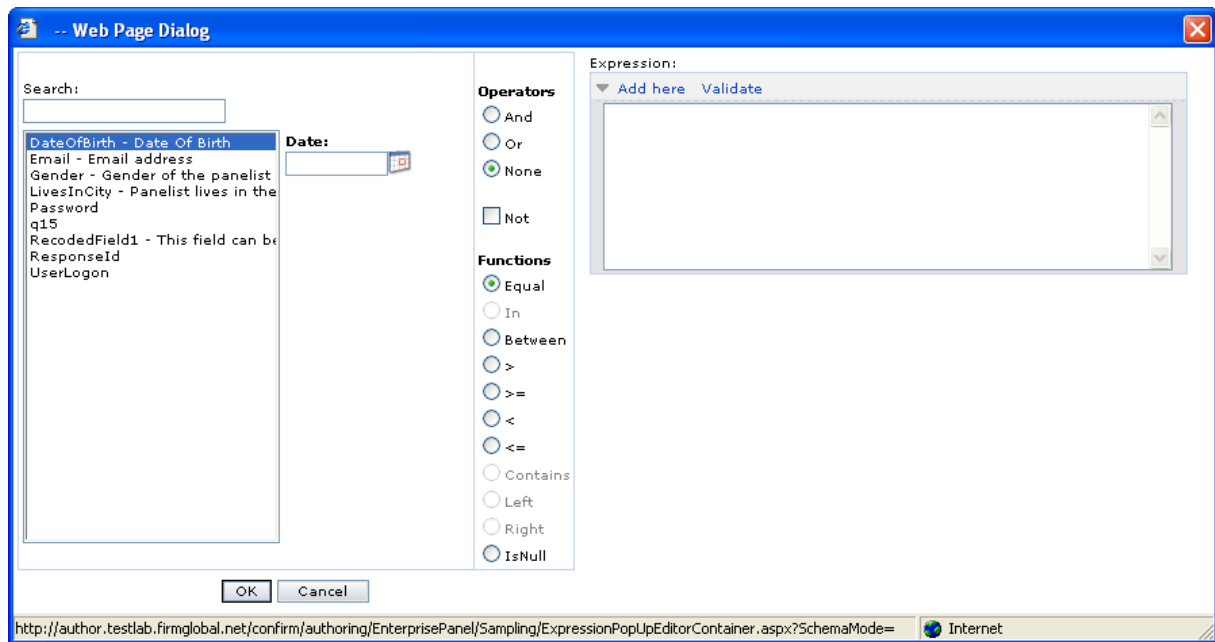 -- Web Page Dialog
Search:
DateOfBirth - Date Of Birth
Email - Email address
Gender - Gender of the panelist
LivesInCity - Panelist lives in the
Password
q15
RecodedField1 - This field can be
ResponseId
UserLogon
Date:
Operators
And
Or
None
Not
Functions
Equal
In
Between
>
>=
<
<=
Contains
Left
Right
IsNull
Expression:
Add here Validate
OK Cancel
http://author.testlab.firmglobal.net/confirm/authoring/EnterprisePanel/Sampling/ExpressionPopUpEditorContainer.aspx?SchemaMode= Internet